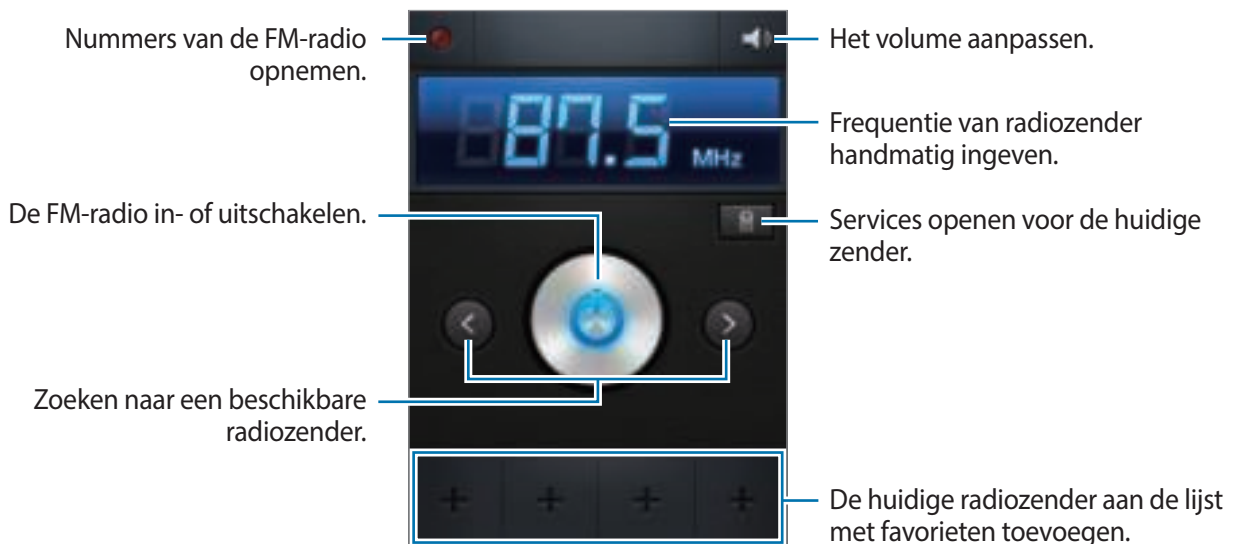 Nummers van de FM-radio
opnemen.
Het volume aanpassen.
87.5 MHz
Frequentie van radiozender
handmatig ingeven.
De FM-radio in- of uitschakelen.
Services openen voor de huidige
zender.
Zoeken naar een beschikbare
radiozender.
De huidige radiozender aan de lijst
met favorieten toevoegen.